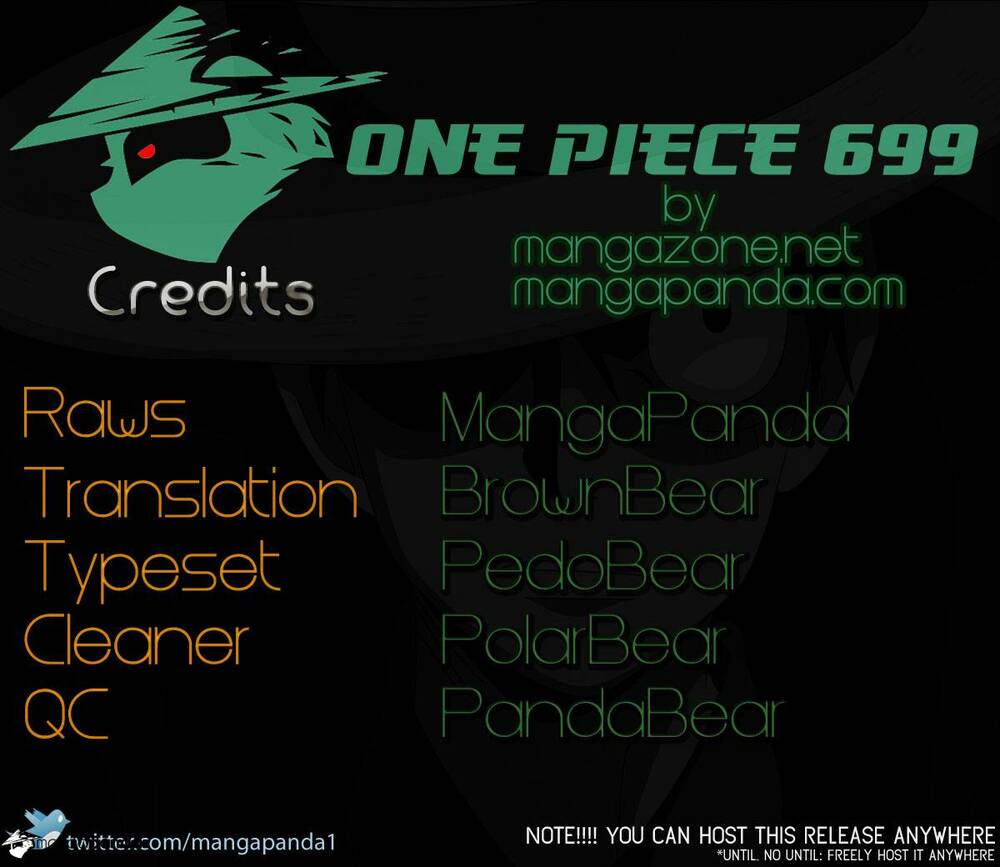 ONE PIECE 699
by
mangazone.net
mangapanda.com
Credits
Raws MangaPanda
Translation BrownBear
Typeset PedoBear
Cleaner PolarBear
QC PandaBear
twitter.com/mangapanda1
NOTE!!!! YOU CAN HOST THIS RELEASE ANYWHERE
*UNTIL, NO UNTIL; FREELY HOST IT ANYWHERE